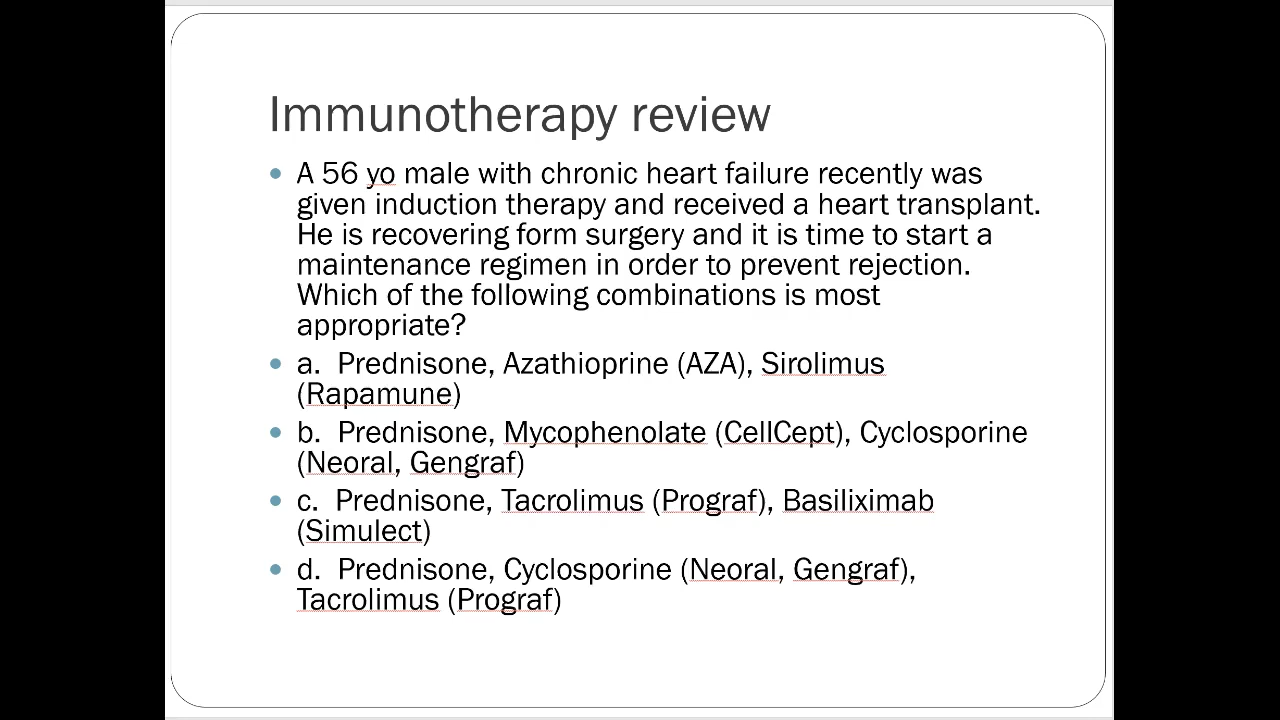 Immunotherapy review
• A 56 yo male with chronic heart failure recently was
given induction therapy and received a heart transplant.
He is recovering form surgery and it is time to start a
maintenance regimen in order to prevent rejection.
Which of the following combinations is most
appropriate?
• a. Prednisone, Azathioprine (AZA), Sirolimus
(Rapamune)
• b. Prednisone, Mycophenolate (CellCept), Cyclosporine
(Neoral, Gengraf)
• c. Prednisone, Tacrolimus (Prograf), Basiliximab
(Simulect)
• d. Prednisone, Cyclosporine (Neoral, Gengraf),
Tacrolimus (Prograf)